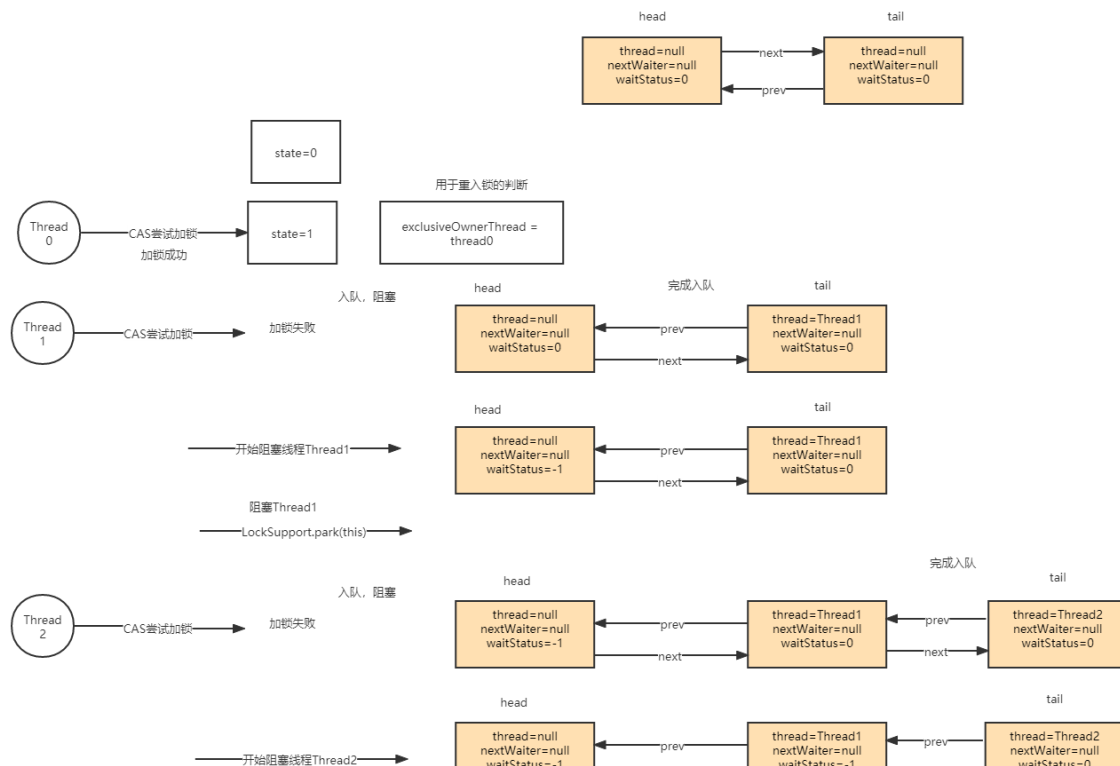 head
tail
thread=null
nextWaiter=null
waitStatus=0
next
prev
thread=null
nextWaiter=null
waitStatus=0
state=0
用于重入锁的判断
Thread
0
CAS尝试加锁
加锁成功
state=1
exclusiveOwnerThread =
thread0
入队，阻塞
head
完成入队
tail
Thread
1
CAS尝试加锁
加锁失败
thread=null
nextWaiter=null
waitStatus=0
prev
next
thread=Thread1
nextWaiter=null
waitStatus=0
head
tail
开始阻塞线程Thread1
thread=null
nextWaiter=null
waitStatus=-1
prev
next
thread=Thread1
nextWaiter=null
waitStatus=0
阻塞Thread1
LockSupport.park(this)
完成入队
入队，阻塞
head
tail
Thread
2
CAS尝试加锁
加锁失败
thread=null
nextWaiter=null
waitStatus=-1
prev
next
thread=Thread1
nextWaiter=null
waitStatus=0
prev
next
thread=Thread2
nextWaiter=null
waitStatus=0
head
tail
开始阻塞线程Thread2
thread=null
nextWaiter=null
waitStatus=-1
prev
thread=Thread1
nextWaiter=null
waitStatus=-1
prev
thread=Thread2
nextWaiter=null
waitStatus=0